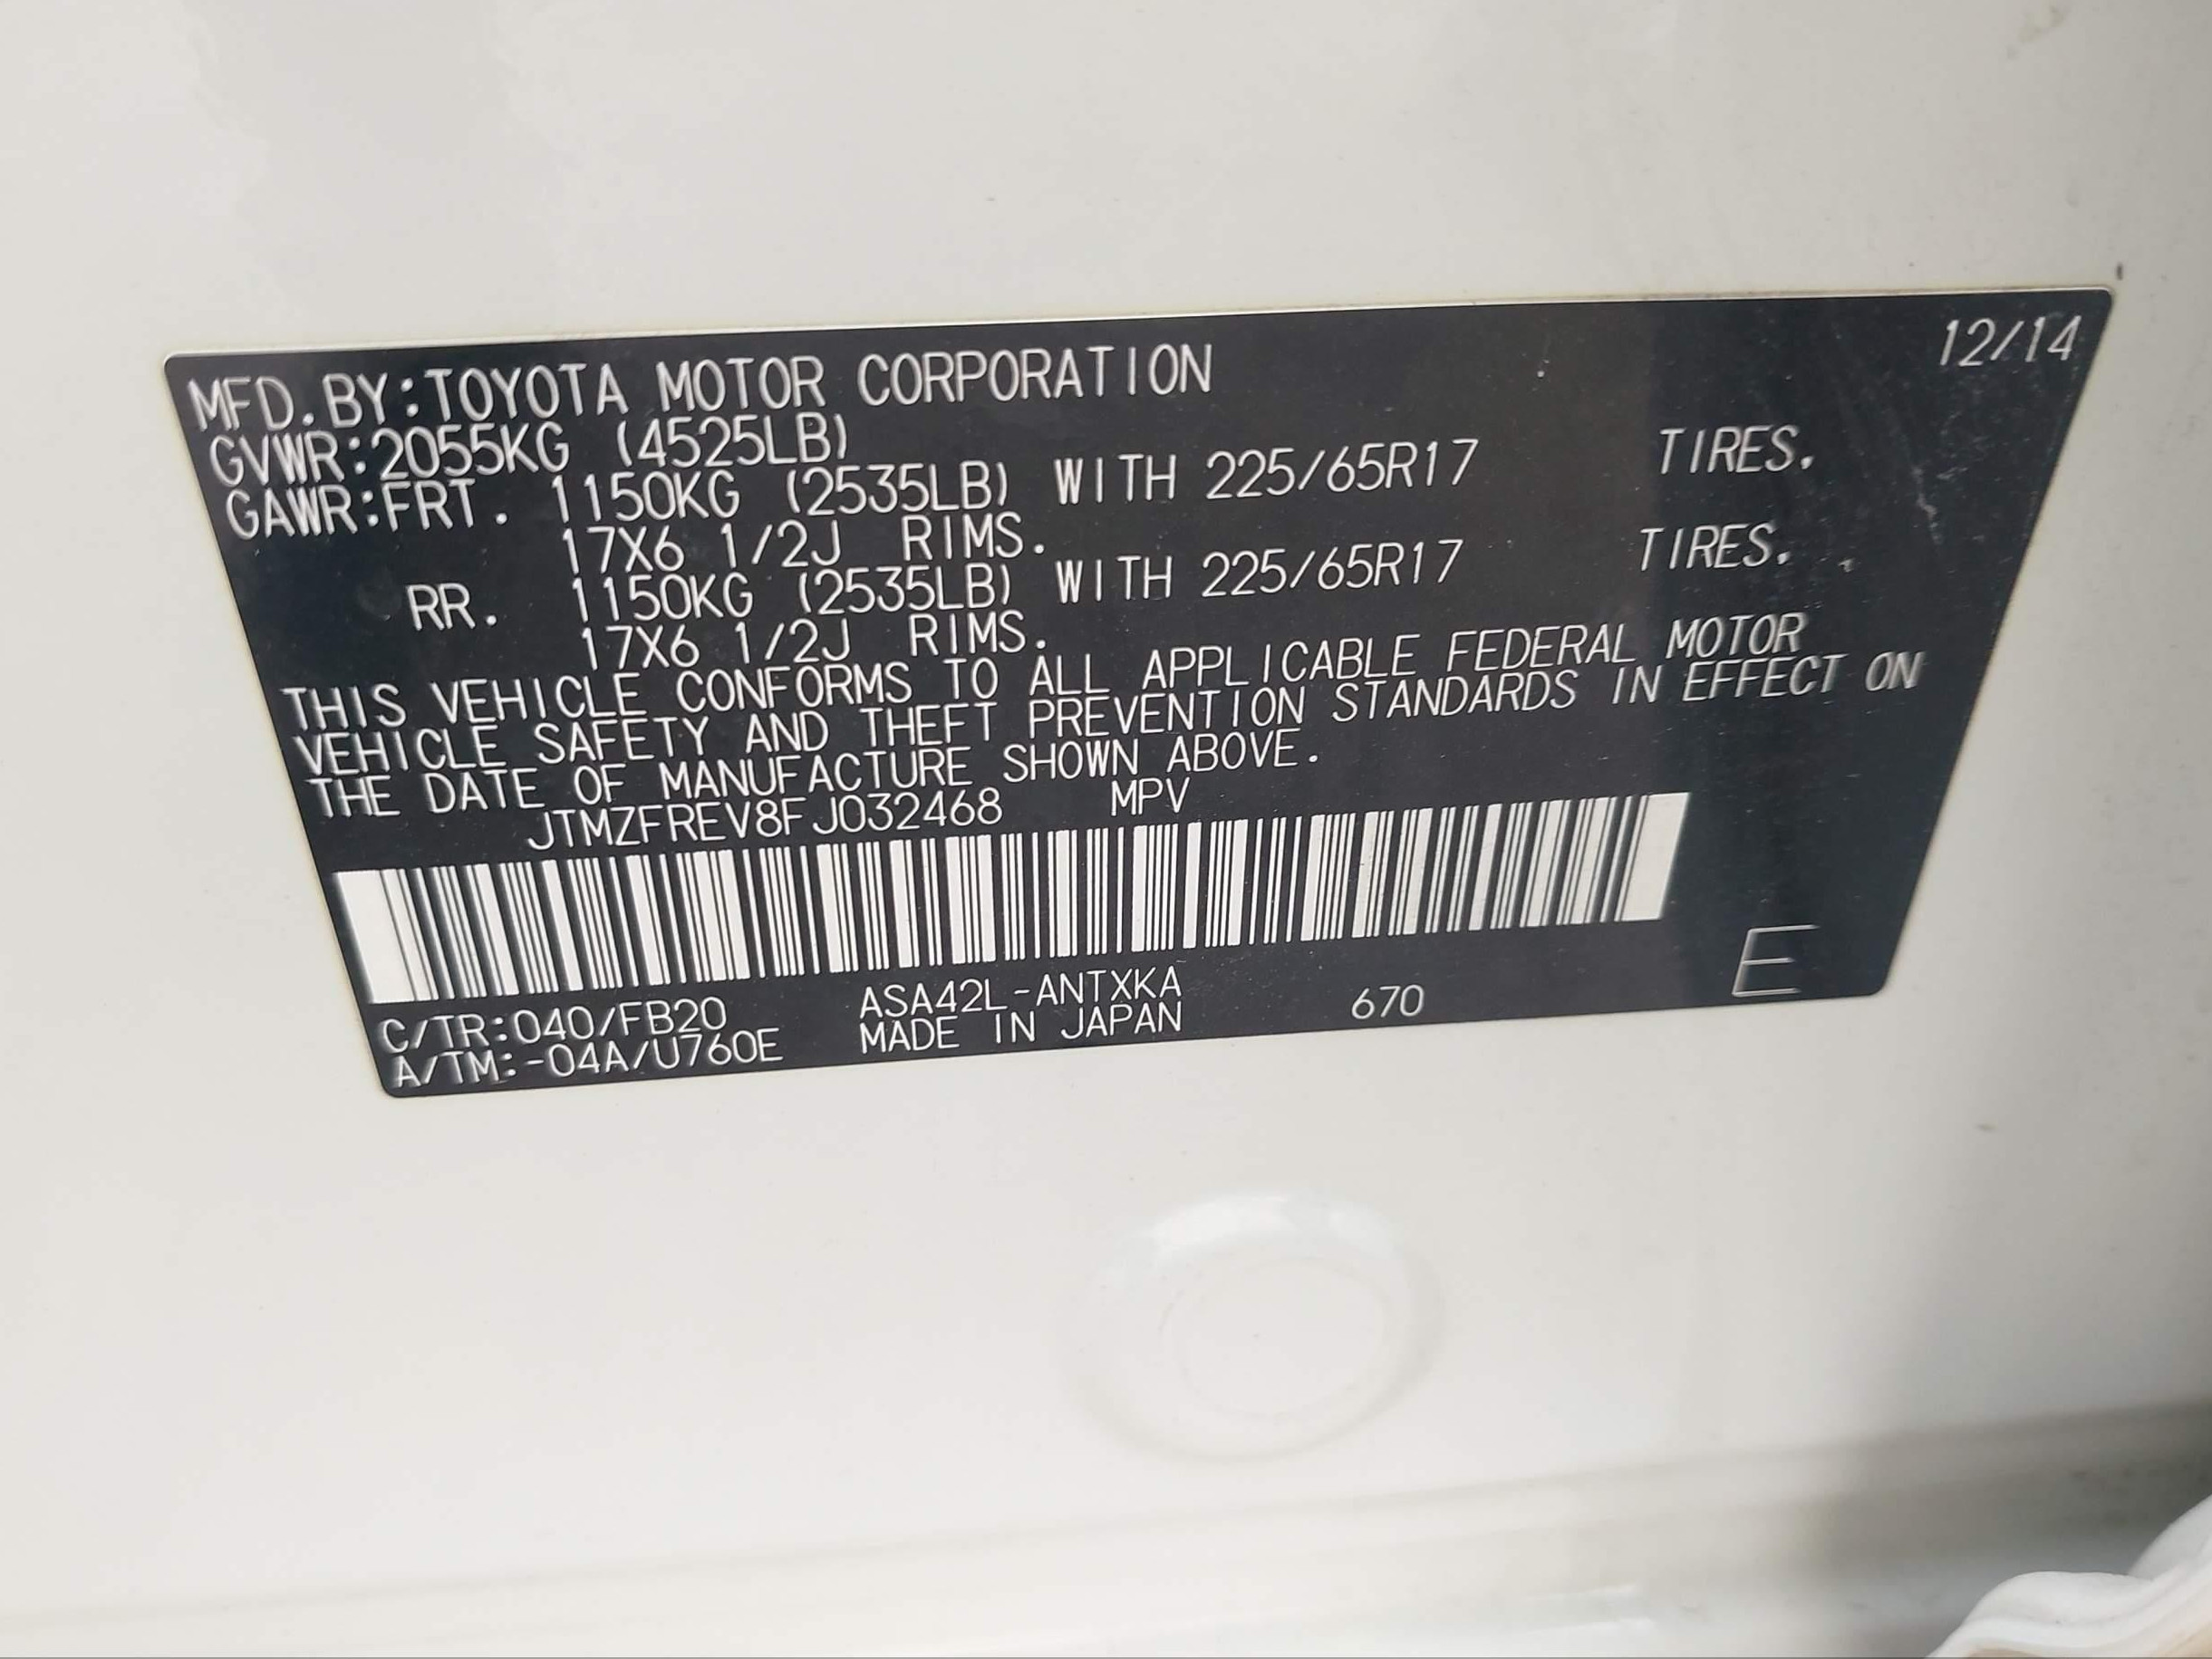 12/14
MFD.BY:TOYOTA MOTOR CORPORATION
GVWR:2055KG (4525LB)
GAWR:FRT. 1150KG (2535LB) WITH 225/65R17 TIRES.
17X6 1/2J RIMS.
RR. 1150KG (2535LB) WITH 225/65R17 TIRES.
17X6 1/2J RIMS.
THIS VEHICLE CONFORMS TO ALL APPLICABLE FEDERAL MOTOR
VEHICLE SAFETY AND THEFT PREVENTION STANDARDS IN EFFECT ON
THE DATE OF MANUFACTURE SHOWN ABOVE.
JTMZFREV8FJ032468 MPV
C/TR:040/FB20 ASA42L-ANTXKA 670 E
A/TM:-04A/U760E MADE IN JAPAN